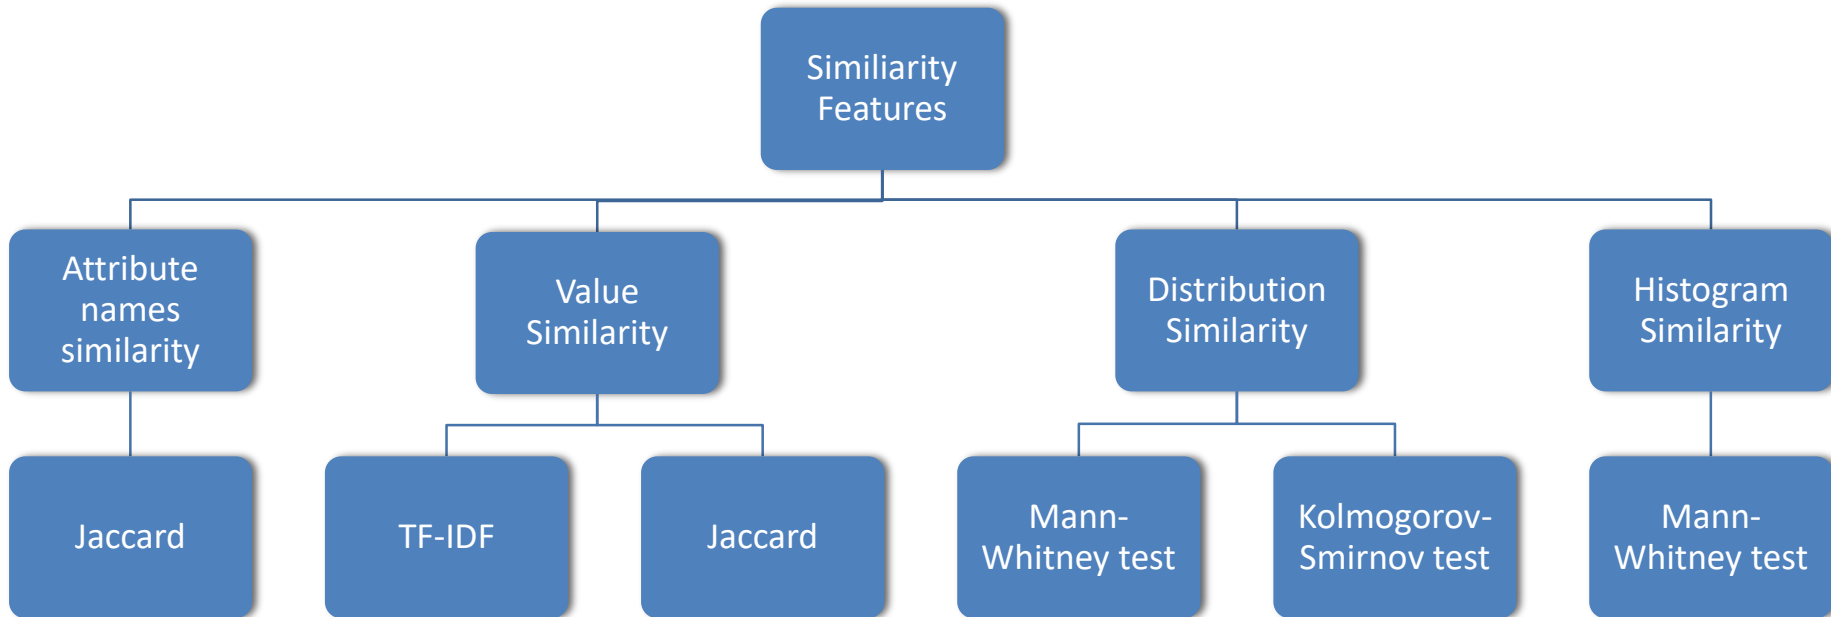 Similiarity
Features
Attribute
names
similarity
Value
Similarity
Distribution
Similarity
Histogram
Similarity
Jaccard
TF-IDF
Jaccard
Mann-
Whitney test
Kolmogorov-
Smirnov test
Mann-
Whitney test